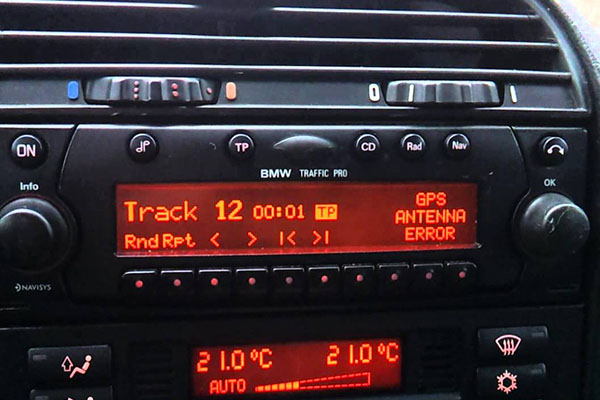 0
ON
TP
CD
Rad
Nav
BMW TRAFFIC PRO
Info
OK
Track 12 00:01 TP
Rnd Rpt < > |< >|
GPS
ANTENNA
ERROR
NAVISYS
21.0°C 21.0°C
AUTO